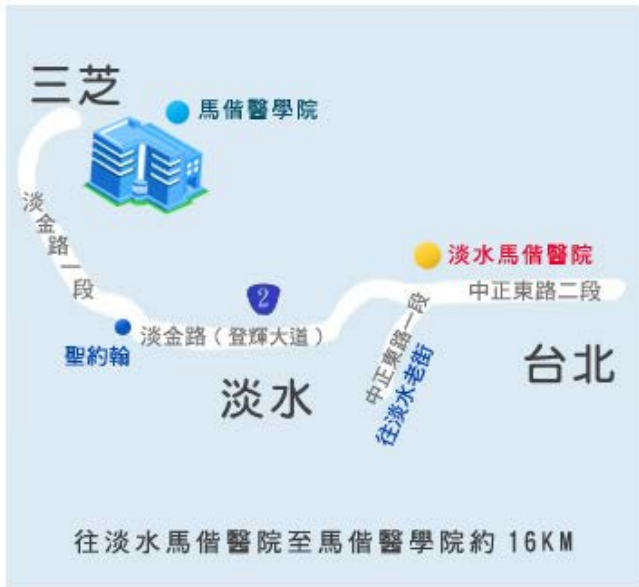 三芝
馬偕醫學院
淡金路一段
淡水馬偕醫院
中正東路二段
2
聖約翰
淡金路（登輝大道）
中正東路一段
往淡水老街
台北
淡水
往淡水馬偕醫院至馬偕醫學院約 16KM